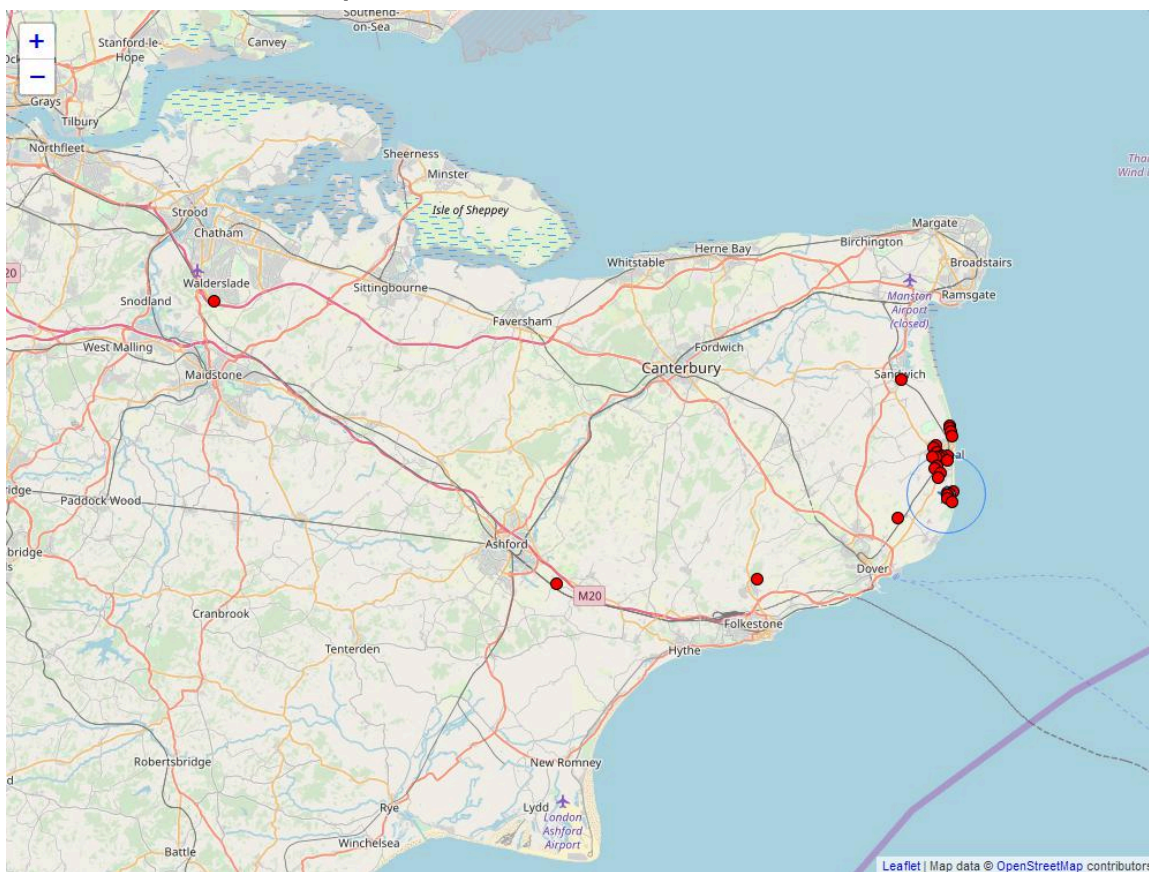 Southend-
on-Sea
Stanford-le-
Hope
Canvey
+
−
Grays
Tilbury
Northfleet
Sheerness
Minster
Isle of Sheppey
Strood
Chatham
Margate
Birchington
Herne Bay
Whitstable
Broadstairs
Walderslade
Sittingbourne
Manston
Airport
(closed)
Ramsgate
20
Snodland
Faversham
West Malling
Fordwich
Maidstone
Canterbury
Sandwich
al
Paddock Wood
Ashford
M20
Dover
Cranbrook
Folkestone
Tenterden
Hythe
Robertsbridge
New Romney
Rye
Lydd
London
Ashford
Airport
Winchelsea
Battle
Leaflet | Map data © OpenStreetMap contributors